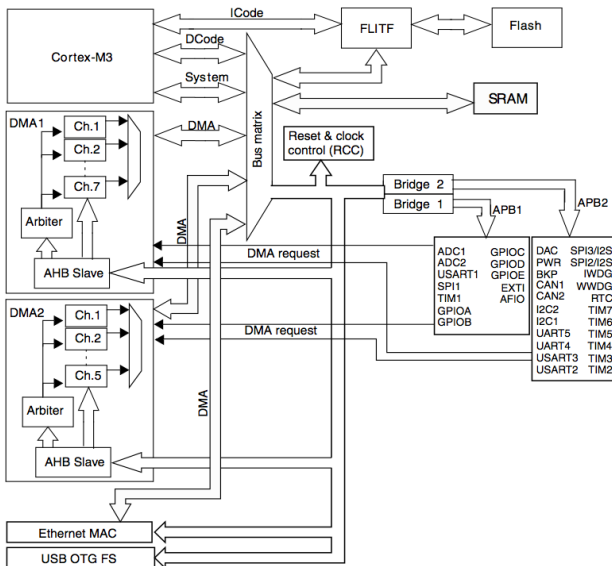 ICode
FLITF
Flash
DCode
Cortex-M3
System
Bus matrix
SRAM
DMA1
Ch.1
Ch.2
Ch.7
DMA
Reset & clock
control (RCC)
Arbiter
AHB Slave
DMA
Bridge 2
Bridge 1
APB1
APB2
DMA request
ADC1 GPIOC
ADC2 GPIOD
USART1 GPIOE
SPI1 EXTI
TIM1 AFIO
GPIOA
GPIOB
DAC SPI3/I2S
PWR SPI2/I2S
BKP IWDG
CAN1 WWDG
CAN2 RTC
I2C2 TIM7
I2C1 TIM6
UART5 TIM5
UART4 TIM4
USART3 TIM3
USART2 TIM2
DMA2
Ch.1
Ch.2
Ch.5
DMA request
Arbiter
AHB Slave
DMA
Ethernet MAC
USB OTG FS